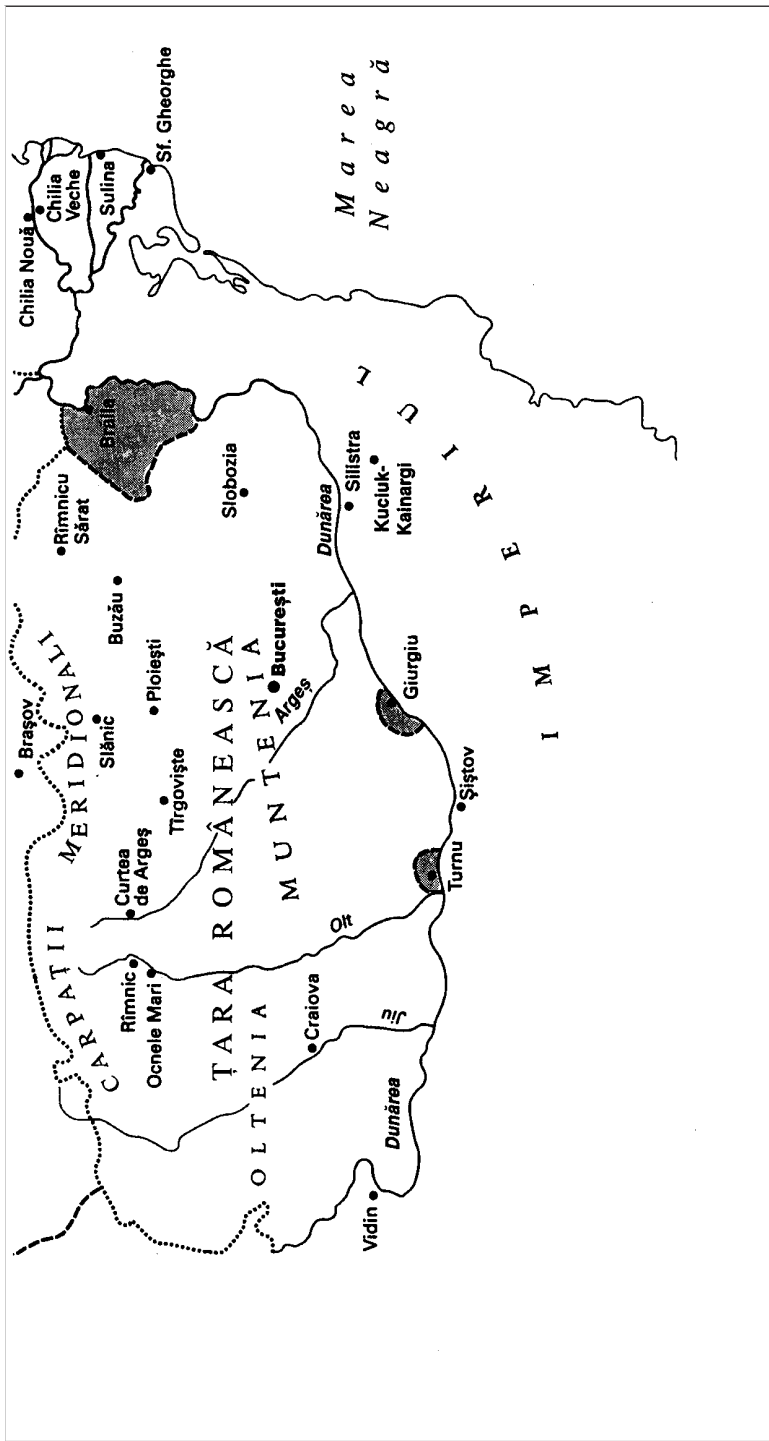 Brașov
CARPAȚII
MERIDIONALI
Rîmnicu
Sărat
Chilia Nouă
Chilia
Veche
Sulina
Sf. Gheorghe
Brăila
Buzău
Slănic
Ploiești
Tîrgoviște
Curtea
de Argeș
Rîmnic
Ocnele Mari
ȚARA ROMÂNEASCĂ
MUNTENIA
OLTENIA
București
Argeș
Slobozia
Olt
Craiova
Jiu
Dunărea
Silistra
Kuciuk-
Kainargi
Giurgiu
Turnu
Șiștov
Vidin
Dunărea
IMPERIUL
Marea
Neagră